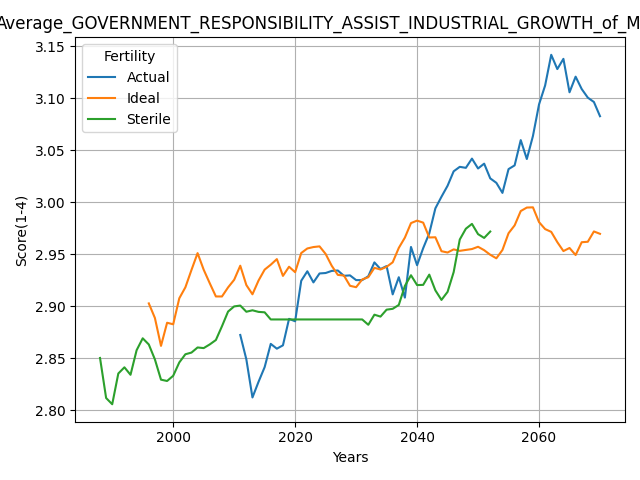 Average_GOVERNMENT_RESPONSIBILITY_ASSIST_INDUSTRIAL_GROWTH_of_M
Fertility
Actual
Ideal
Sterile
3.15
3.10
3.05
3.00
2.95
2.90
2.85
2.80
Score(1-4)
2000 2020 2040 2060
Years